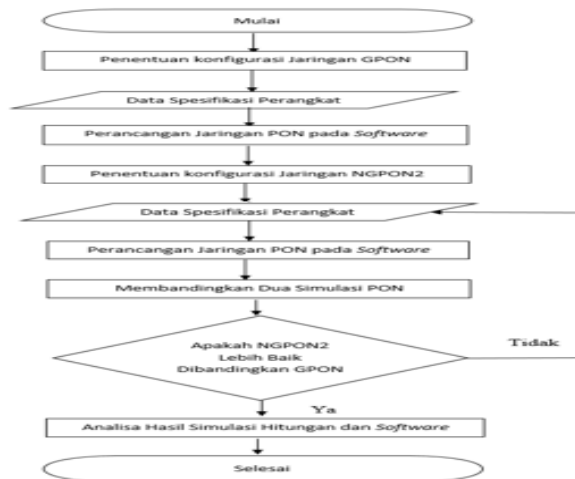 Mulai
Penentuan konfigurasi Jaringan GPON
Data Spesifikasi Perangkat
Perancangan Jaringan PON pada Software
Penentuan konfigurasi Jaringan NGPON2
Data Spesifikasi Perangkat
Perancangan Jaringan PON pada Software
Membandingkan Dua Simulasi PON
Apakah NGPON2
Lebih Baik
Dibandingkan GPON
Tidak
Ya
Analisa Hasil Simulasi Hitungan dan Software
Selesai